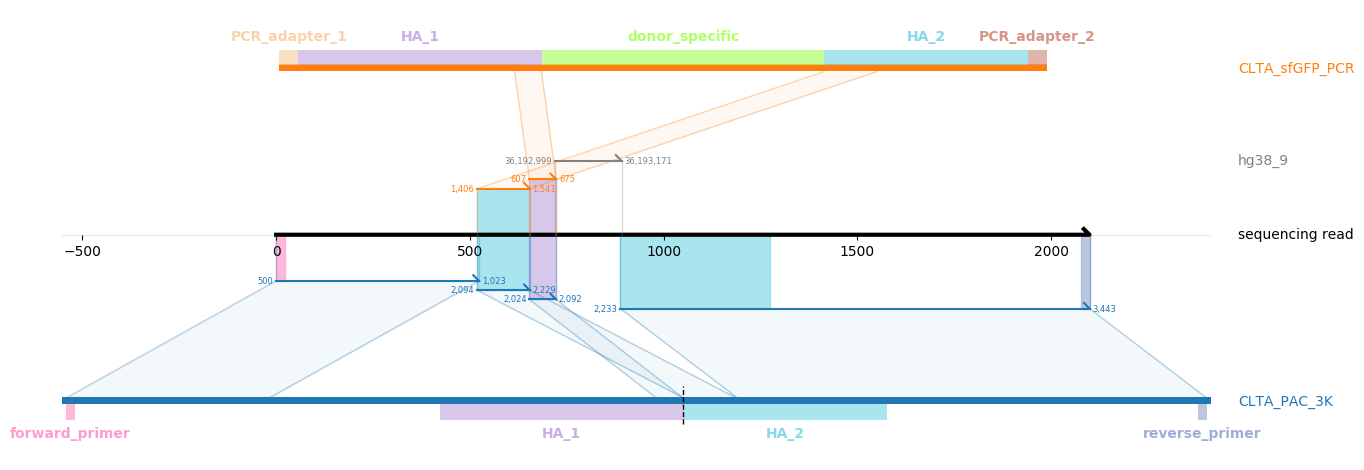 PCR_adapter_1 HA_1 donor_specific HA_2 PCR_adapter_2
CLTA_sfGFP_PCR
36,192,999 36,193,171 hg38_9
607 675
1,406 1,541
sequencing read
−500 0 500 1000 1500 2000
500 1,023
2,094 2,229
2,024 2,092
2,233 3,443
CLTA_PAC_3K
forward_primer HA_1 HA_2 reverse_primer